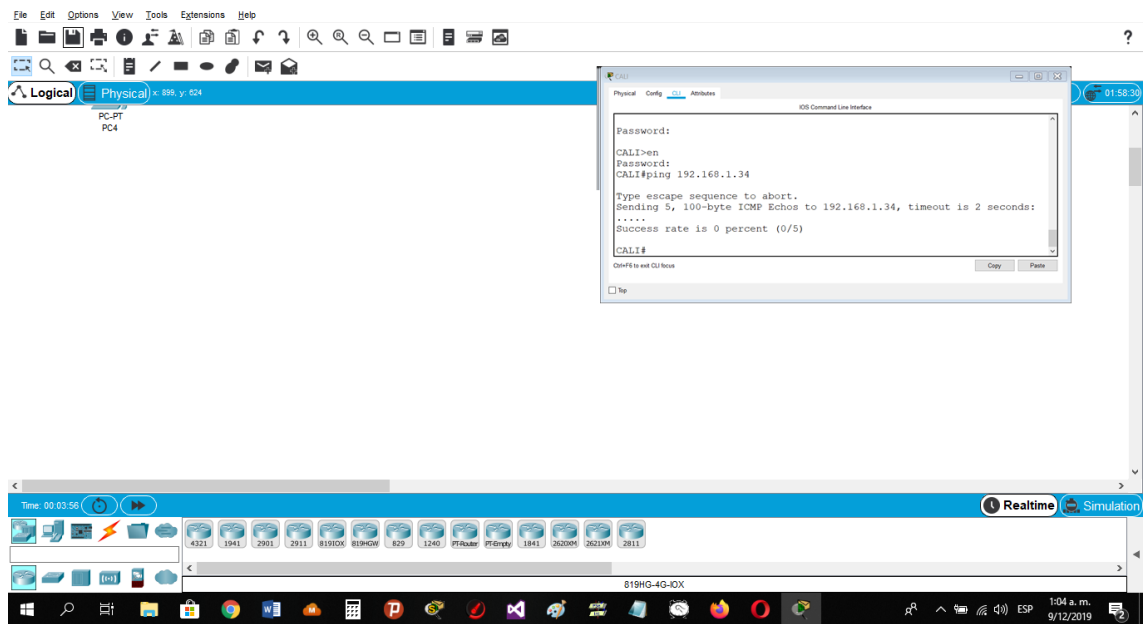 File Edit Options View Tools Extensions Help
?
Logical Physical x: 899, y: 624
01:58:30
PC-PT
PC4
CALI
Physical Config CLI Attributes
IOS Command Line Interface
Password:
CALI>en
Password:
CALI#ping 192.168.1.34
Type escape sequence to abort.
Sending 5, 100-byte ICMP Echos to 192.168.1.34, timeout is 2 seconds:
.....
Success rate is 0 percent (0/5)
CALI#
Ctrl+F6 to exit CLI focus
Copy Paste
Top
Time: 00:03:56
Realtime Simulation
4321 1941 2901 2911 819IOX 819HGW 829 1240 PT-Router PT-Empty 1841 2620XM 2621XM 2811
819HG-4G-IOX
ESP
1:04 a. m.
9/12/2019
2